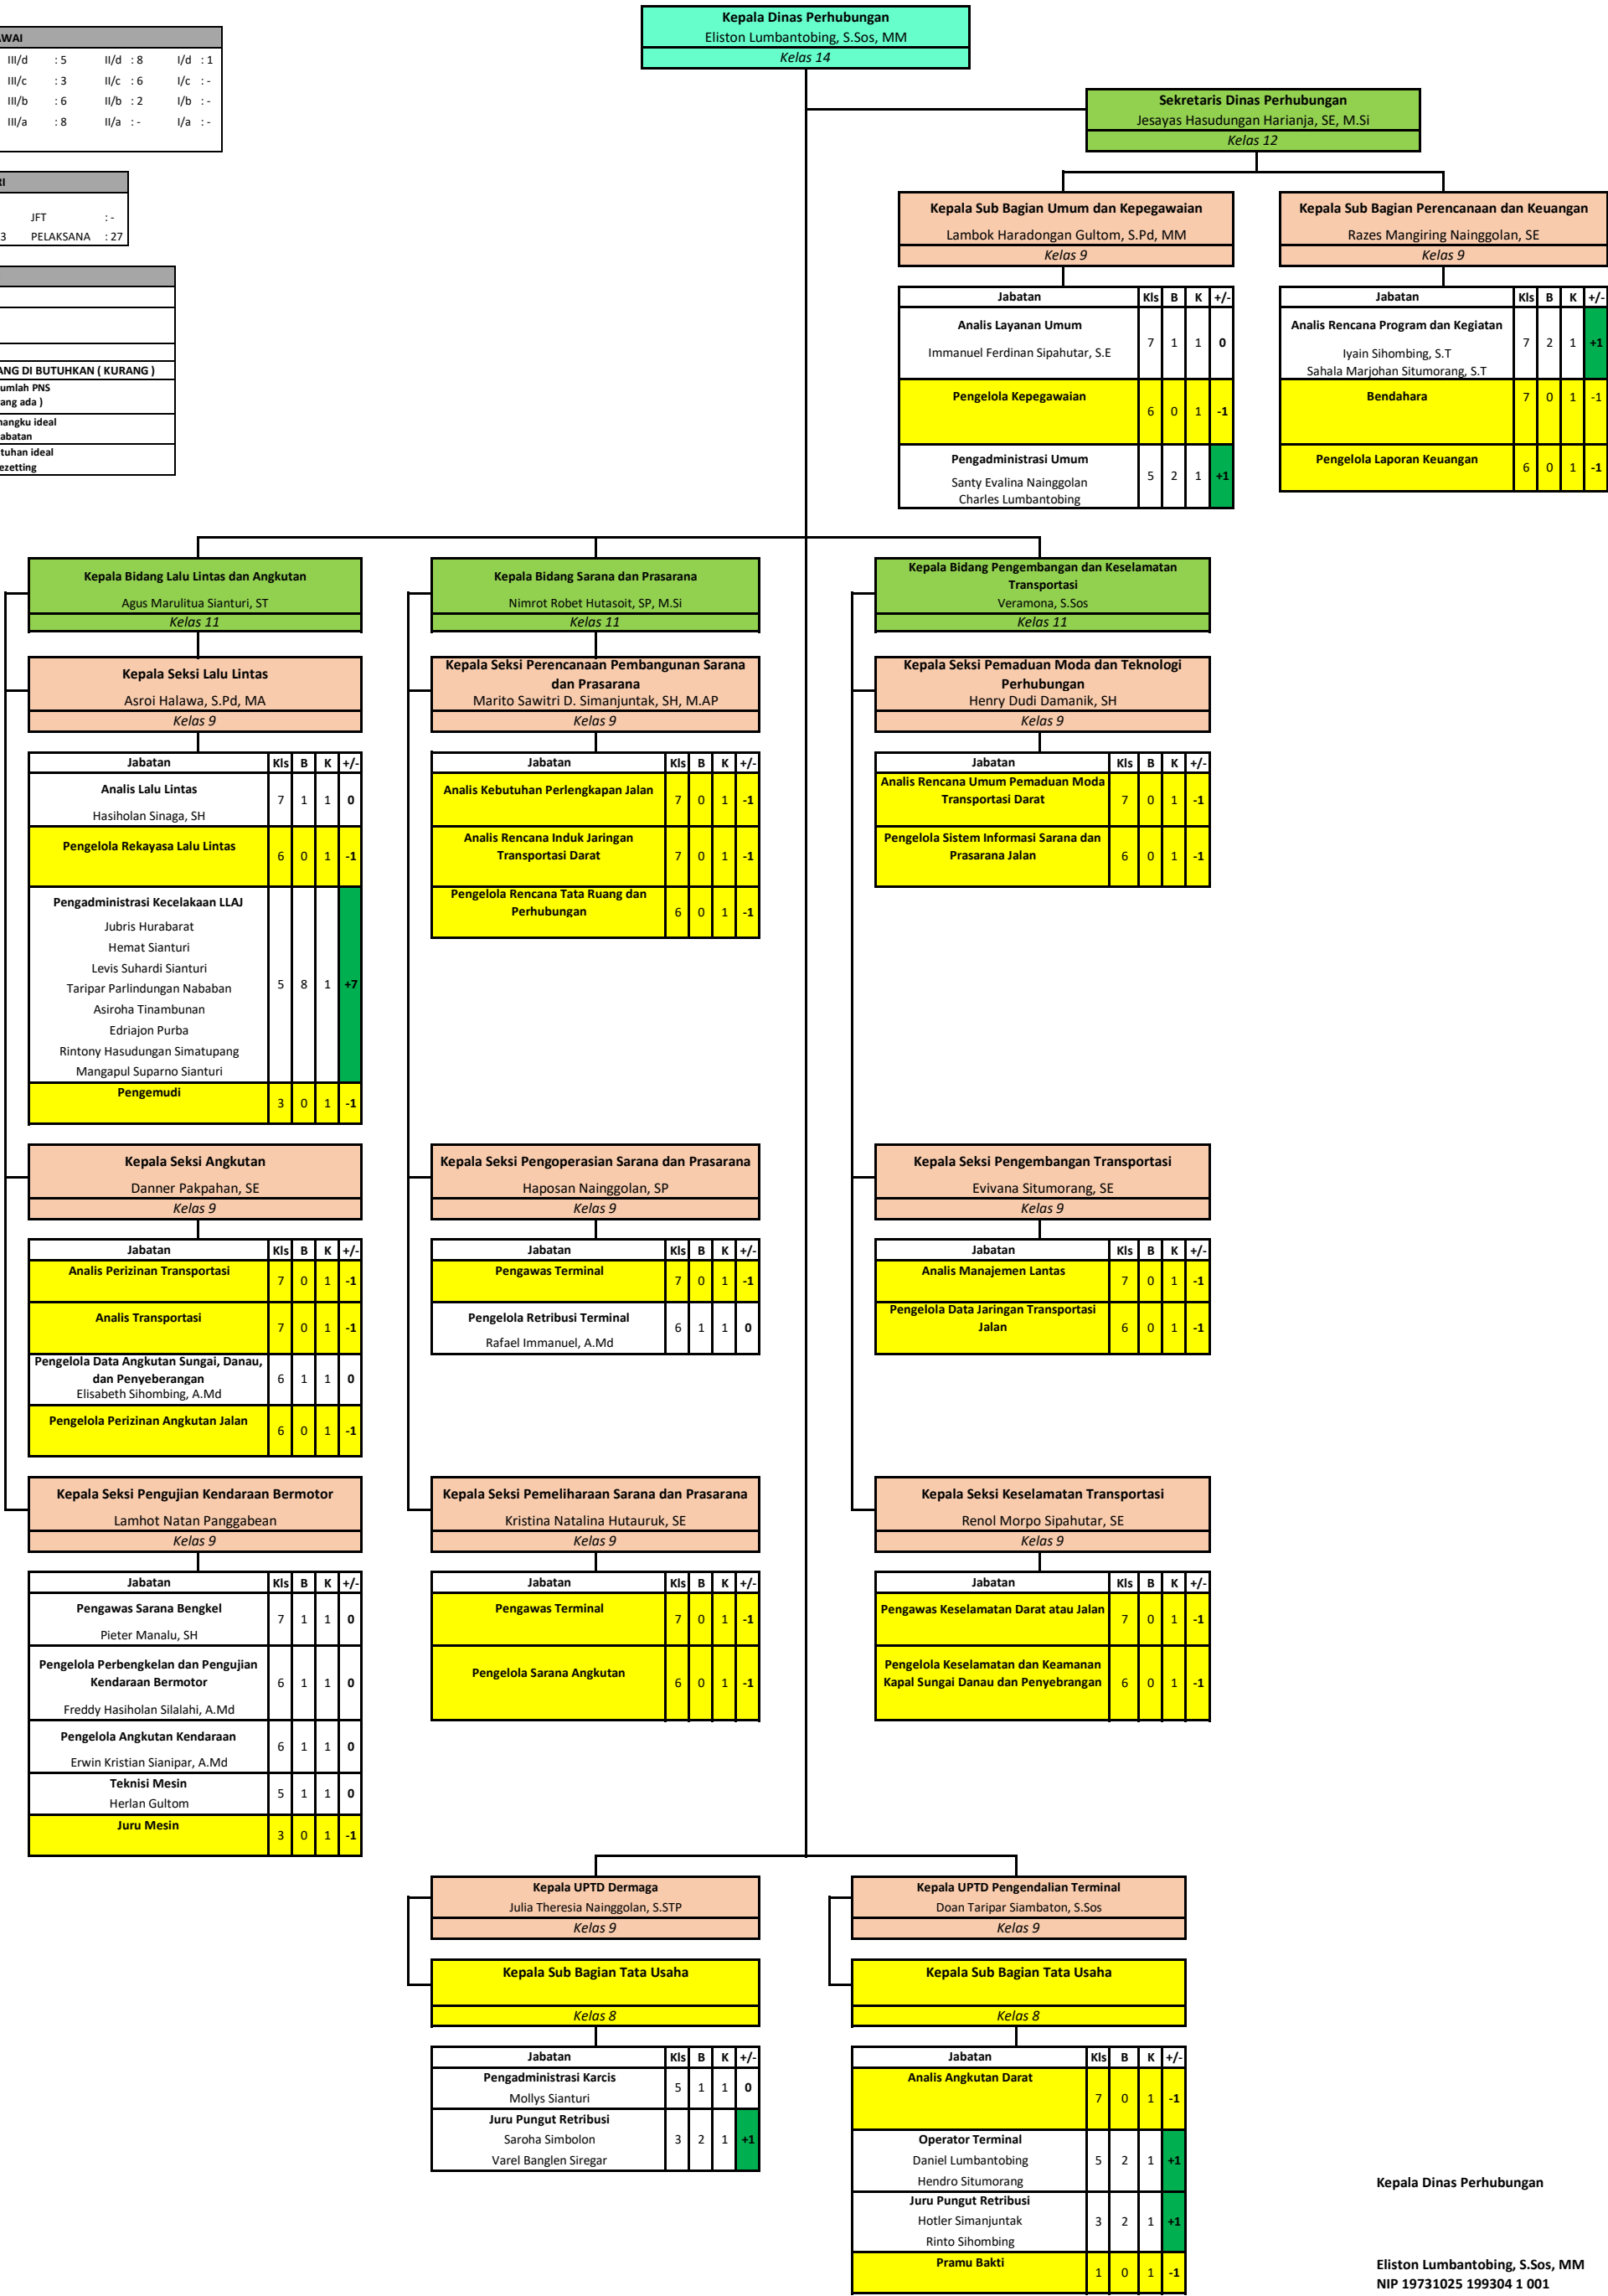 Kepala Dinas Perhubungan
Eliston Lumbantobing, S.Sos, MM
Kelas 14
WAI
III/d : 5 II/d : 8 I/d : 1
III/c : 3 II/c : 6 I/c : -
III/b : 6 II/b : 2 I/b : -
III/a : 8 II/a : - I/a : -
RI
JFT : -
3 PELAKSANA : 27
ANG DI BUTUHKAN ( KURANG )
umlah PNS
ang ada )
nangku ideal
abatan
tuhan ideal
ezetting
Sekretaris Dinas Perhubungan
Jesayas Hasudungan Harianja, SE, M.Si
Kelas 12
Kepala Sub Bagian Umum dan Kepegawaian
Lambok Haradongan Gultom, S.Pd, MM
Kelas 9
Jabatan Kls B K +/-
Analis Layanan Umum
Immanuel Ferdinan Sipahutar, S.E
7 1 1 0
Pengelola Kepegawaian
6 0 1 -1
Pengadministrasi Umum
Santy Evalina Nainggolan
Charles Lumbantobing
5 2 1 +1
Kepala Sub Bagian Perencanaan dan Keuangan
Razes Mangiring Nainggolan, SE
Kelas 9
Jabatan Kls B K +/-
Analis Rencana Program dan Kegiatan
Iyain Sihombing, S.T
Sahala Marjohan Situmorang, S.T
7 2 1 +1
Bendahara 7 0 1 -1
Pengelola Laporan Keuangan
6 0 1 -1
Kepala Bidang Lalu Lintas dan Angkutan
Agus Marulitua Sianturi, ST
Kelas 11
Kepala Seksi Lalu Lintas
Asroi Halawa, S.Pd, MA
Kelas 9
Jabatan Kls B K +/-
Analis Lalu Lintas
Hasiholan Sinaga, SH
7 1 1 0
Pengelola Rekayasa Lalu Lintas
6 0 1 -1
Pengadministrasi Kecelakaan LLAJ
Jubris Hurabarat
Hemat Sianturi
Levis Suhardi Sianturi
Taripar Parlindungan Nababan
Asiroha Tinambunan
Edriajon Purba
Rintony Hasudungan Simatupang
Mangapul Suparno Sianturi
5 8 1 +7
Pengemudi
3 0 1 -1
Kepala Seksi Angkutan
Danner Pakpahan, SE
Kelas 9
Jabatan Kls B K +/-
Analis Perizinan Transportasi
7 0 1 -1
Analis Transportasi
7 0 1 -1
Pengelola Data Angkutan Sungai, Danau,
dan Penyeberangan
Elisabeth Sihombing, A.Md
6 1 1 0
Pengelola Perizinan Angkutan Jalan
6 0 1 -1
Kepala Seksi Pengujian Kendaraan Bermotor
Lamhot Natan Panggabean
Kelas 9
Jabatan Kls B K +/-
Pengawas Sarana Bengkel
Pieter Manalu, SH
7 1 1 0
Pengelola Perbengkelan dan Pengujian
Kendaraan Bermotor
Freddy Hasiholan Silalahi, A.Md
6 1 1 0
Pengelola Angkutan Kendaraan
Erwin Kristian Sianipar, A.Md
6 1 1 0
Teknisi Mesin
Herlan Gultom
5 1 1 0
Juru Mesin
3 0 1 -1
Kepala Bidang Sarana dan Prasarana
Nimrot Robet Hutasoit, SP, M.Si
Kelas 11
Kepala Seksi Perencanaan Pembangunan Sarana
dan Prasarana
Marito Sawitri D. Simanjuntak, SH, M.AP
Kelas 9
Jabatan Kls B K +/-
Analis Kebutuhan Perlengkapan Jalan
7 0 1 -1
Analis Rencana Induk Jaringan
Transportasi Darat
7 0 1 -1
Pengelola Rencana Tata Ruang dan
Perhubungan
6 0 1 -1
Kepala Seksi Pengoperasian Sarana dan Prasarana
Haposan Nainggolan, SP
Kelas 9
Jabatan Kls B K +/-
Pengawas Terminal
7 0 1 -1
Pengelola Retribusi Terminal
Rafael Immanuel, A.Md
6 1 1 0
Kepala Seksi Pemeliharaan Sarana dan Prasarana
Kristina Natalina Hutauruk, SE
Kelas 9
Jabatan Kls B K +/-
Pengawas Terminal
7 0 1 -1
Pengelola Sarana Angkutan
6 0 1 -1
Kepala Bidang Pengembangan dan Keselamatan
Transportasi
Veramona, S.Sos
Kelas 11
Kepala Seksi Pemaduan Moda dan Teknologi
Perhubungan
Henry Dudi Damanik, SH
Kelas 9
Jabatan Kls B K +/-
Analis Rencana Umum Pemaduan Moda
Transportasi Darat
7 0 1 -1
Pengelola Sistem Informasi Sarana dan
Prasarana Jalan
6 0 1 -1
Kepala Seksi Pengembangan Transportasi
Evivana Situmorang, SE
Kelas 9
Jabatan Kls B K +/-
Analis Manajemen Lantas
7 0 1 -1
Pengelola Data Jaringan Transportasi
Jalan
6 0 1 -1
Kepala Seksi Keselamatan Transportasi
Renol Morpo Sipahutar, SE
Kelas 9
Jabatan Kls B K +/-
Pengawas Keselamatan Darat atau Jalan
7 0 1 -1
Pengelola Keselamatan dan Keamanan
Kapal Sungai Danau dan Penyebrangan
6 0 1 -1
Kepala UPTD Dermaga
Julia Theresia Nainggolan, S.STP
Kelas 9
Kepala Sub Bagian Tata Usaha
Kelas 8
Jabatan Kls B K +/-
Pengadministrasi Karcis
Mollys Sianturi
5 1 1 0
Juru Pungut Retribusi
Saroha Simbolon
Varel Banglen Siregar
3 2 1 +1
Kepala UPTD Pengendalian Terminal
Doan Taripar Siambaton, S.Sos
Kelas 9
Kepala Sub Bagian Tata Usaha
Kelas 8
Jabatan Kls B K +/-
Analis Angkutan Darat
7 0 1 -1
Operator Terminal
Daniel Lumbantobing
Hendro Situmorang
5 2 1 +1
Juru Pungut Retribusi
Hotler Simanjuntak
Rinto Sihombing
3 2 1 +1
Pramu Bakti
1 0 1 -1
Kepala Dinas Perhubungan
Eliston Lumbantobing, S.Sos, MM
NIP 19731025 199304 1 001